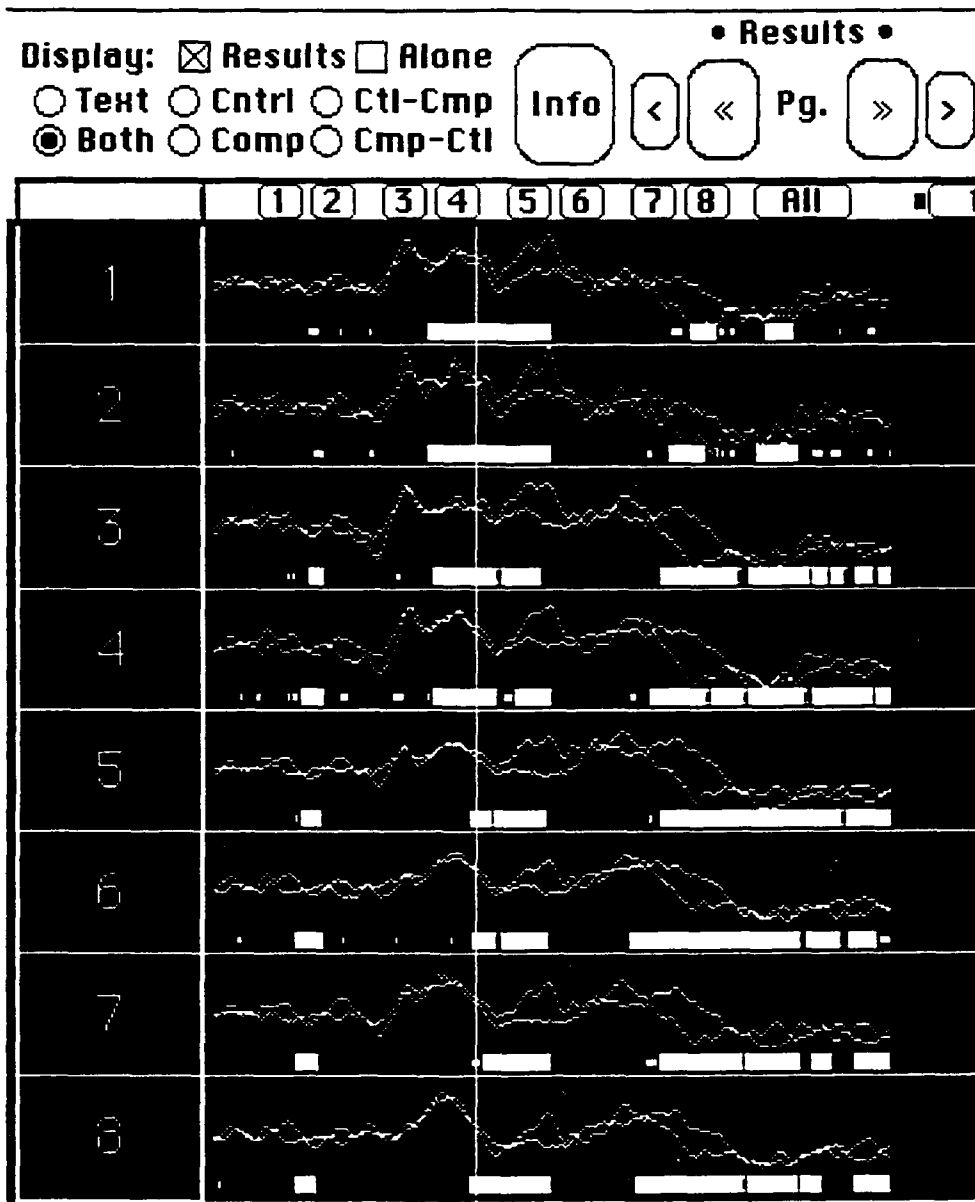 • Results •
Display: Results Alone
Text Cntrl Ctl-Cmp
Both Comp Cmp-Ctl
Info < « Pg. » >
1 2 3 4 5 6 7 8 All
1
2
3
4
5
6
7
8